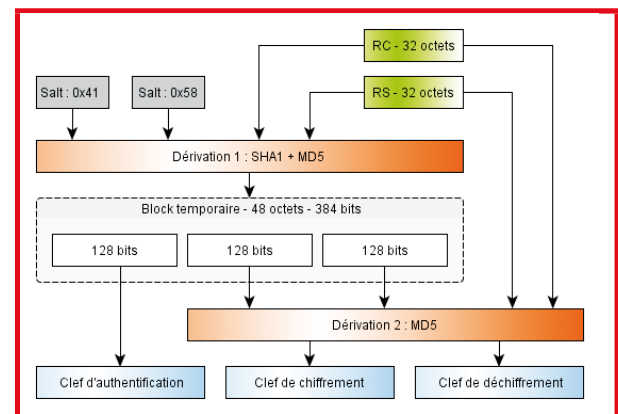 RC - 32 octets
Salt : 0x41
Salt : 0x58
RS - 32 octets
Dérivation 1 : SHA1 + MD5
Block temporaire - 48 octets - 384 bits
128 bits
128 bits
128 bits
Dérivation 2 : MD5
Clef d'authentification
Clef de chiffrement
Clef de déchiffrement